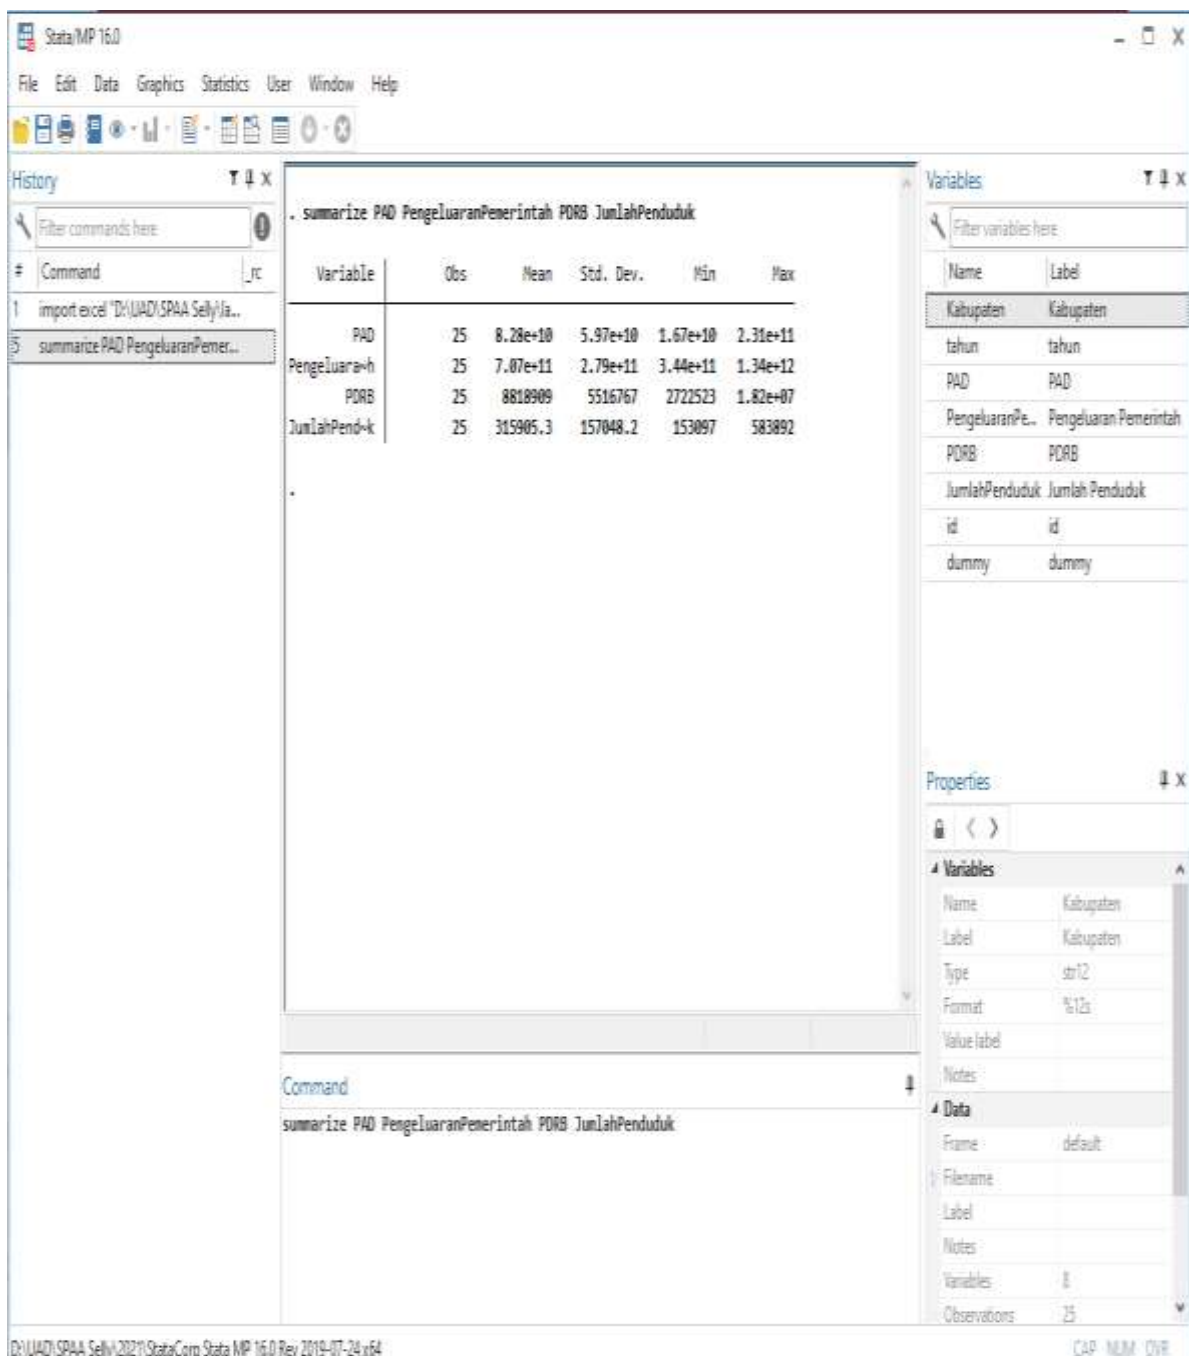 Stata/MP 16.0
File Edit Data Graphics Statistics User Window Help
History
Filter commands here
# Command _rc
1 import excel "D:\UAD\SPAA Selly\Ja...
5 summarize PAD PengeluaranPemer...
. summarize PAD PengeluaranPemerintah PDRB JumlahPenduduk
Variable Obs Mean Std. Dev. Min Max
PAD 25 8.28e+10 5.97e+10 1.67e+10 2.31e+11
Pengeluara~h 25 7.07e+11 2.79e+11 3.44e+11 1.34e+12
PDRB 25 8818909 5516767 2722523 1.82e+07
JumlahPend~k 25 315905.3 157048.2 153097 583892
.
Command
summarize PAD PengeluaranPemerintah PDRB JumlahPenduduk
Variables
Filter variables here
Name Label
Kabupaten Kabupaten
tahun tahun
PAD PAD
PengeluaranPe... Pengeluaran Pemerintah
PDRB PDRB
JumlahPenduduk Jumlah Penduduk
id id
dummy dummy
Properties
Variables
Name Kabupaten
Label Kabupaten
Type str12
Format %12s
Value label
Notes
Data
Frame default
Filename
Label
Notes
Variables 8
Observations 25
D:\UAD\SPAA Selly\2021\StataCorp Stata MP 16.0 Rey 2019-07-24 x64
CAP NUM OVR